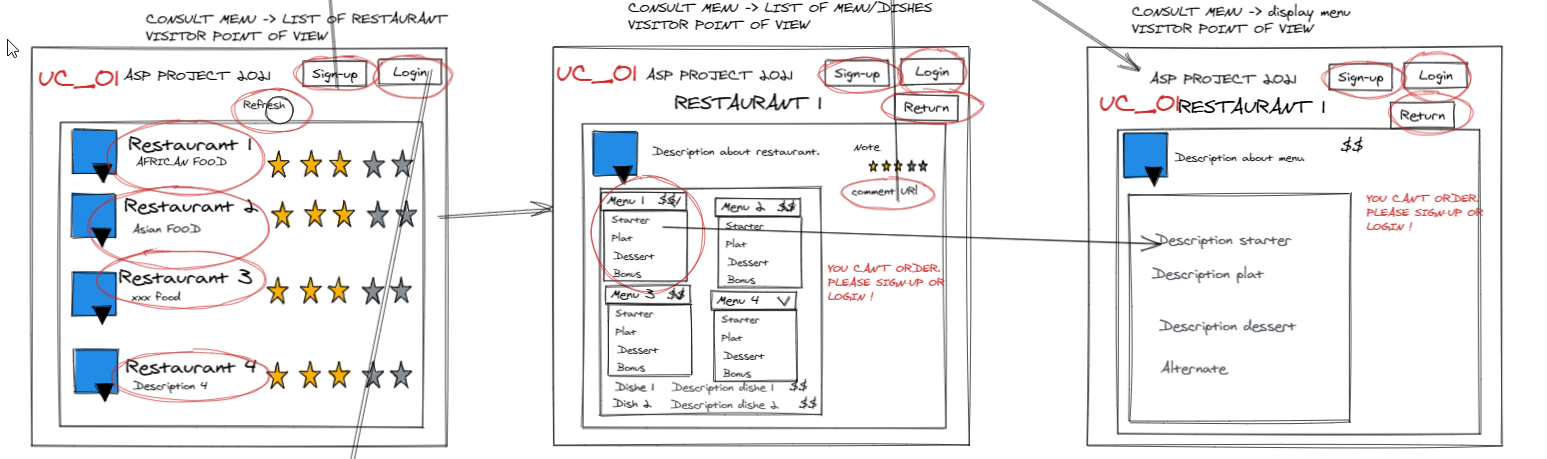 CONSULT MENU -> LIST OF RESTAURANT
VISITOR POINT OF VIEW
UC_01 ASP PROJECT 2021 Sign-up Login
Refresh
Restaurant 1
AFRICAN FOOD
Restaurant 2
Asian FOOD
Restaurant 3
xxx food
Restaurant 4
Description 4
CONSULT MENU -> LIST OF MENU/DISHES
VISITOR POINT OF VIEW
UC_01 ASP PROJECT 2021 Sign-up Login
RESTAURANT 1 Return
Description about restaurant.
Note
comment URI
Menu 1 $$/
Starter
Plat
Dessert
Bonus
Menu 2 $$
Starter
Plat
Dessert
Bonus
Menu 3 $$
Starter
Plat
Dessert
Bonus
Menu 4
Starter
Plat
Dessert
Bonus
Dishe 1 Description dishe 1 $$
Dish 2 Description dishe 2 $$
YOU CAN'T ORDER.
PLEASE SIGN-UP OR
LOGIN !
CONSULT MENU -> display menu
VISITOR POINT OF VIEW
ASP PROJECT 2021 Sign-up Login
UC_01 RESTAURANT 1 Return
Description about menu $$
Description starter
Description plat
Description dessert
Alternate
YOU CAN'T ORDER.
PLEASE SIGN-UP OR
LOGIN !